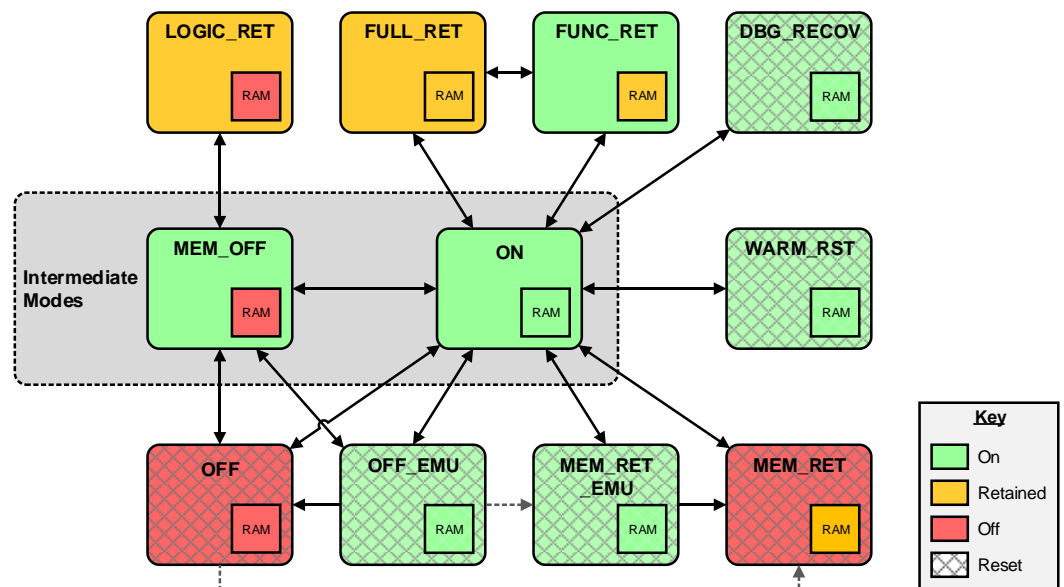 LOGIC_RET
RAM
FULL_RET
RAM
FUNC_RET
RAM
DBG_RECOV
RAM
Intermediate
Modes
MEM_OFF
RAM
ON
RAM
WARM_RST
RAM
OFF
RAM
OFF_EMU
RAM
MEM_RET
_EMU
RAM
MEM_RET
RAM
Key
On
Retained
Off
Reset